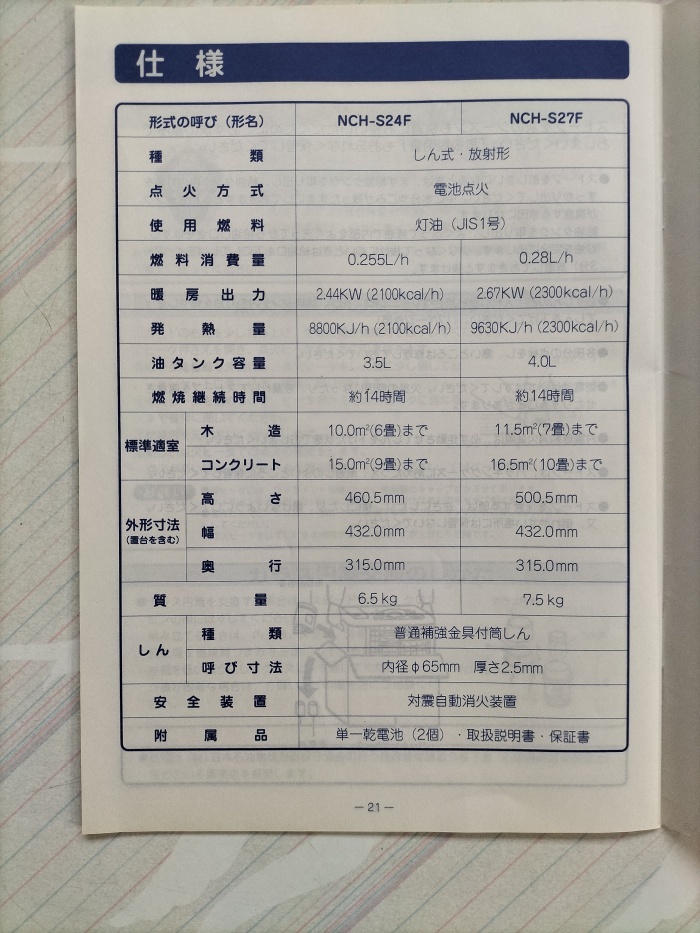 仕様
形式の呼び（形名） NCH-S24F NCH-S27F
種類 しん式・放射形
点火方式 電池点火
使用燃料 灯油（JIS1号）
燃料消費量 0.255L/h 0.28L/h
暖房出力 2.44KW (2100kcal/h) 2.67KW (2300kcal/h)
発熱量 8800KJ/h (2100kcal/h) 9630KJ/h (2300kcal/h)
油タンク容量 3.5L 4.0L
燃焼継続時間 約14時間 約14時間
標準適室 木造 10.0m²(6畳)まで 11.5m²(7畳)まで
コンクリート 15.0m²(9畳)まで 16.5m²(10畳)まで
外形寸法 高さ 460.5mm 500.5mm
（置台を含む） 幅 432.0mm 432.0mm
奥行 315.0mm 315.0mm
質量 6.5kg 7.5kg
しん 種類 普通補強金具付筒しん
呼び寸法 内径φ65mm 厚さ2.5mm
安全装置 対震自動消火装置
附属品 単一乾電池（2個）・取扱説明書・保証書
－21－